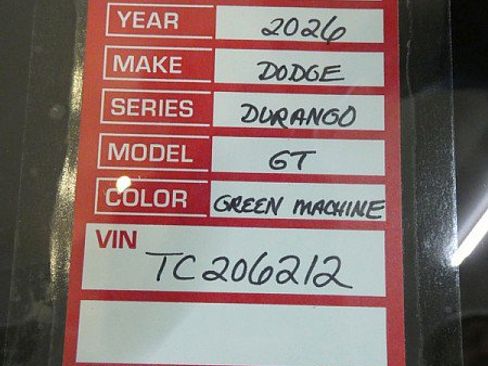 YEAR 2026
MAKE DODGE
SERIES DURANGO
MODEL GT
COLOR GREEN MACHINE
VIN
TC206212